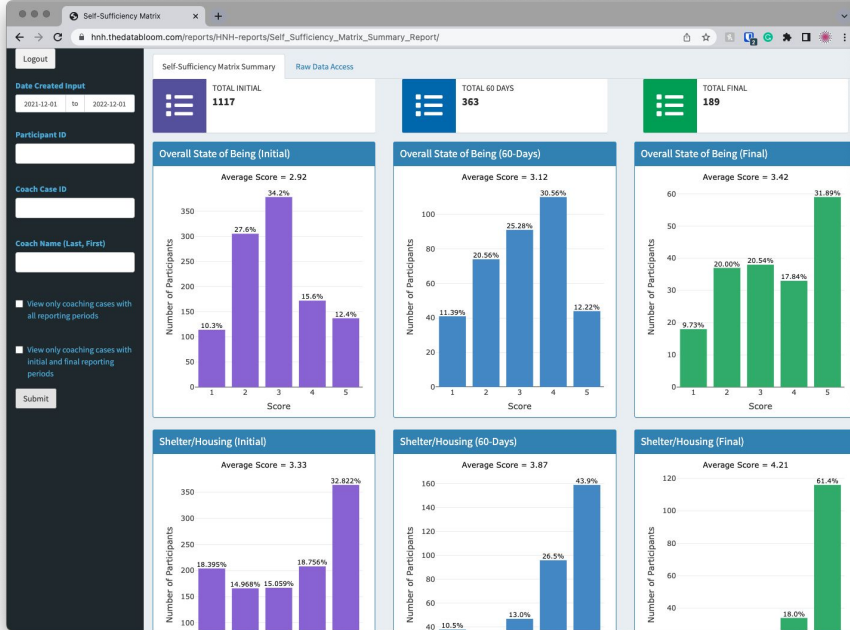 Self-Sufficiency Matrix
hnh.thedatabloom.com/reports/HNH-reports/Self_Sufficiency_Matrix_Summary_Report/
2
Logout
Date Created Input
2021-12-01 to 2022-12-01
Participant ID
Coach Case ID
Coach Name (Last, First)
View only coaching cases with
all reporting periods
View only coaching cases with
initial and final reporting
periods
Submit
Self-Sufficiency Matrix Summary
Raw Data Access
TOTAL INITIAL
1117
TOTAL 60 DAYS
363
TOTAL FINAL
189
Overall State of Being (Initial)
Average Score = 2.92
Number of Participants
350
300
250
200
150
100
50
0
10.3%
27.6%
34.2%
15.6%
12.4%
1 2 3 4 5
Score
Overall State of Being (60-Days)
Average Score = 3.12
Number of Participants
100
80
60
40
20
0
11.39%
20.56%
25.28%
30.56%
12.22%
1 2 3 4 5
Score
Overall State of Being (Final)
Average Score = 3.42
Number of Participants
60
50
40
30
20
10
0
9.73%
20.00%
20.54%
17.84%
31.89%
1 2 3 4 5
Score
Shelter/Housing (Initial)
Average Score = 3.33
Number of Participants
350
300
250
200
150
100
18.395%
14.968%
15.059%
18.756%
32.822%
Shelter/Housing (60-Days)
Average Score = 3.87
Number of Participants
160
140
120
100
80
60
40
10.5%
13.0%
26.5%
43.9%
Shelter/Housing (Final)
Average Score = 4.21
Number of Participants
120
100
80
60
40
18.0%
61.4%